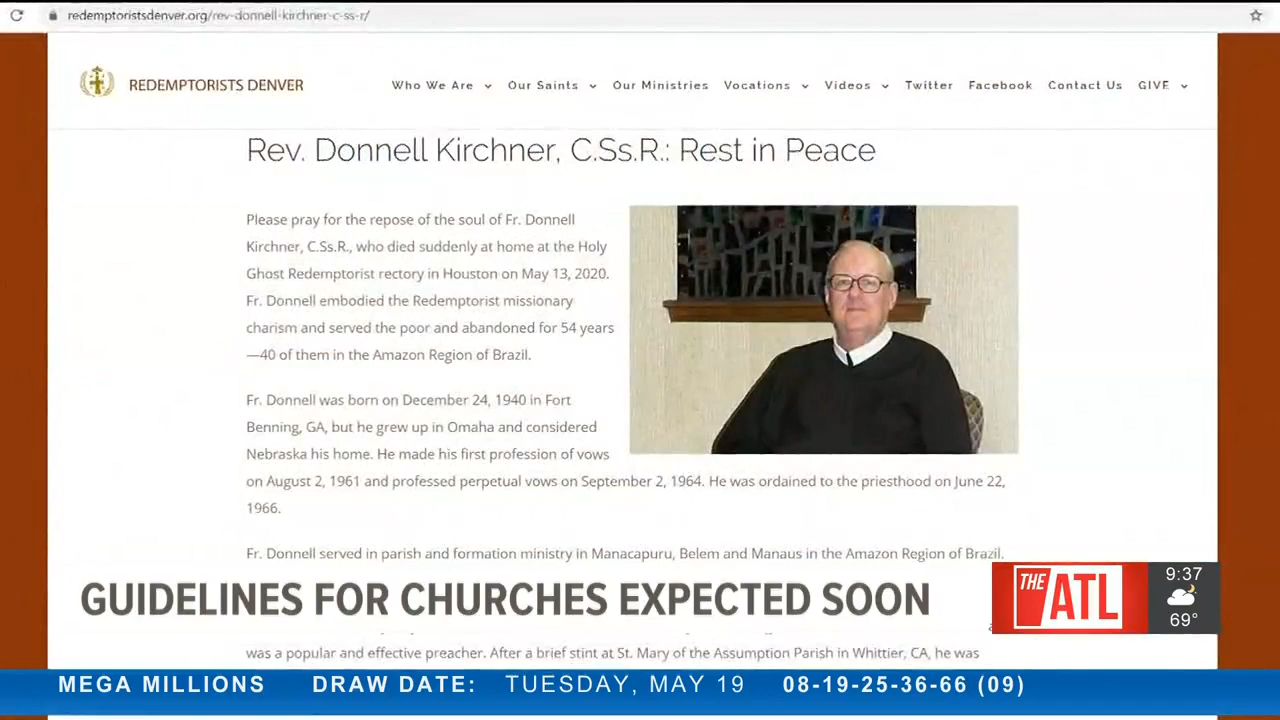 redemptoristsdenver.org/rev-donnell-kirchner-c-ss-r/
REDEMPTORISTS DENVER
Who We Are Our Saints Our Ministries Vocations Videos Twitter Facebook Contact Us GIVE
Rev. Donnell Kirchner, C.Ss.R.: Rest in Peace
Please pray for the repose of the soul of Fr. Donnell
Kirchner, C.Ss.R., who died suddenly at home at the Holy
Ghost Redemptorist rectory in Houston on May 13, 2020.
Fr. Donnell embodied the Redemptorist missionary
charism and served the poor and abandoned for 54 years
—40 of them in the Amazon Region of Brazil.
Fr. Donnell was born on December 24, 1940 in Fort
Benning, GA, but he grew up in Omaha and considered
Nebraska his home. He made his first profession of vows
on August 2, 1961 and professed perpetual vows on September 2, 1964. He was ordained to the priesthood on June 22,
1966.
Fr. Donnell served in parish and formation ministry in Manacapuru, Belem and Manaus in the Amazon Region of Brazil.
GUIDELINES FOR CHURCHES EXPECTED SOON
THE ATL
9:37
69°
was a popular and effective preacher. After a brief stint at St. Mary of the Assumption Parish in Whittier, CA, he was
MEGA MILLIONS DRAW DATE: TUESDAY, MAY 19 08-19-25-36-66 (09)